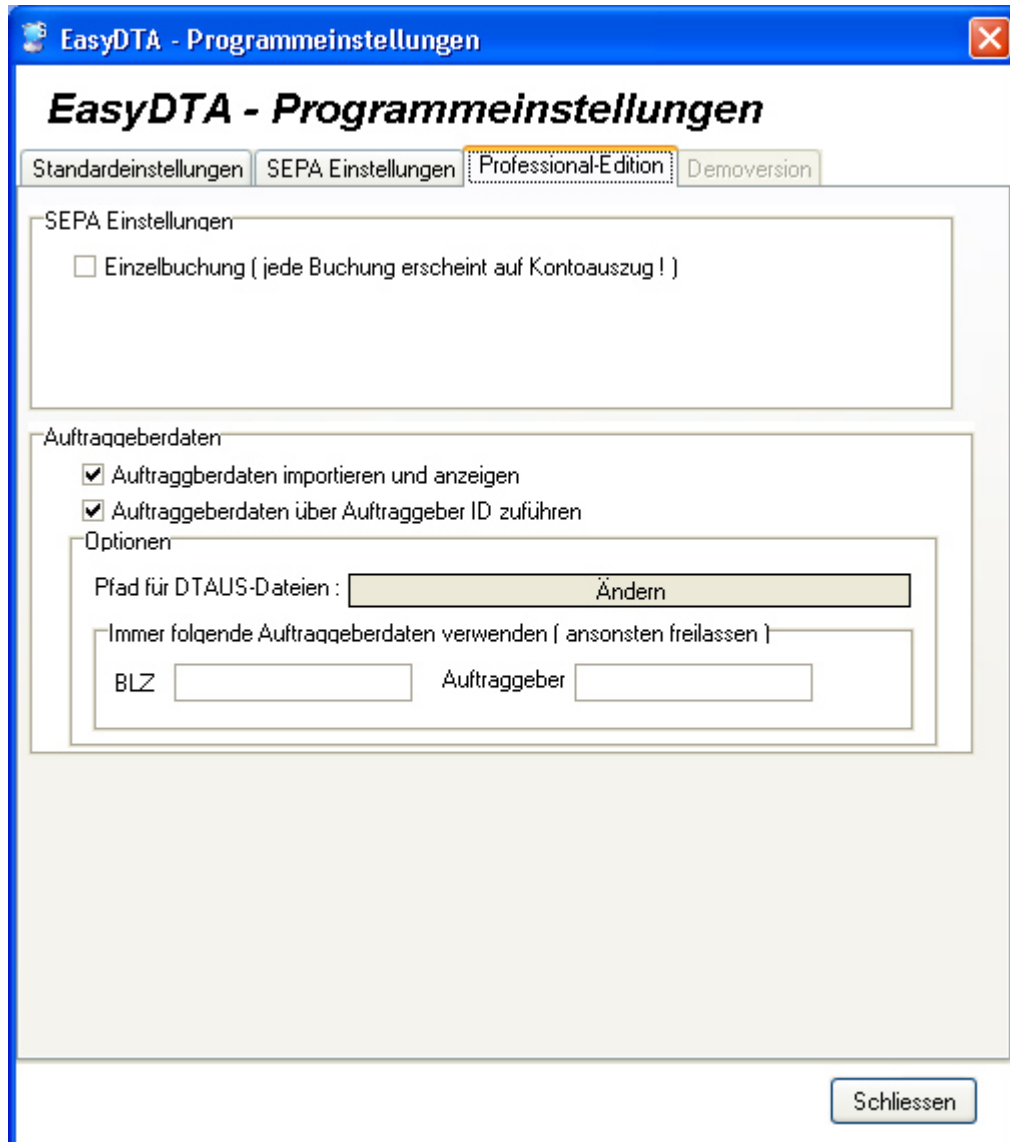 EasyDTA - Programmeinstellungen
EasyDTA - Programmeinstellungen
Standardeinstellungen SEPA Einstellungen Professional-Edition Demoversion
SEPA Einstellungen
Einzelbuchung ( jede Buchung erscheint auf Kontoauszug ! )
Auftraggeberdaten
Auftraggberdaten importieren und anzeigen
Auftraggeberdaten über Auftraggeber ID zuführen
Optionen
Pfad für DTAUS-Dateien : Ändern
Immer folgende Auftraggeberdaten verwenden ( ansonsten freilassen )
BLZ Auftraggeber
Schliessen